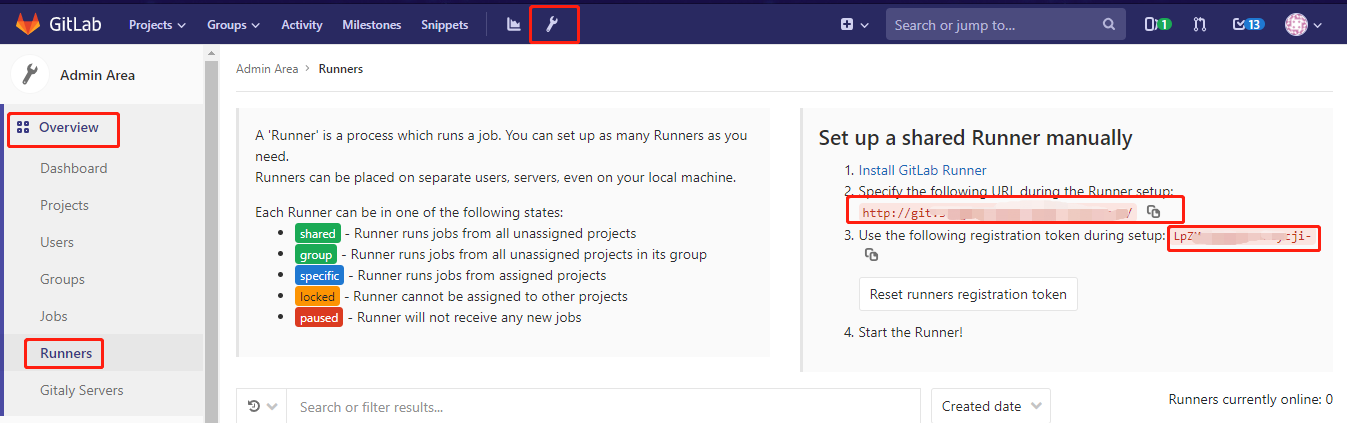 GitLab Projects Groups Activity Milestones Snippets Search or jump to... 1 13
Admin Area
Overview
Dashboard
Projects
Users
Groups
Jobs
Runners
Gitaly Servers
Admin Area > Runners
A 'Runner' is a process which runs a job. You can set up as many Runners as you
need.
Runners can be placed on separate users, servers, even on your local machine.
Each Runner can be in one of the following states:
shared - Runner runs jobs from all unassigned projects
group - Runner runs jobs from all unassigned projects in its group
specific - Runner runs jobs from assigned projects
locked - Runner cannot be assigned to other projects
paused - Runner will not receive any new jobs
Set up a shared Runner manually
1. Install GitLab Runner
2. Specify the following URL during the Runner setup:
http://git.
3. Use the following registration token during setup:
Reset runners registration token
4. Start the Runner!
Search or filter results...
Created date
Runners currently online: 0